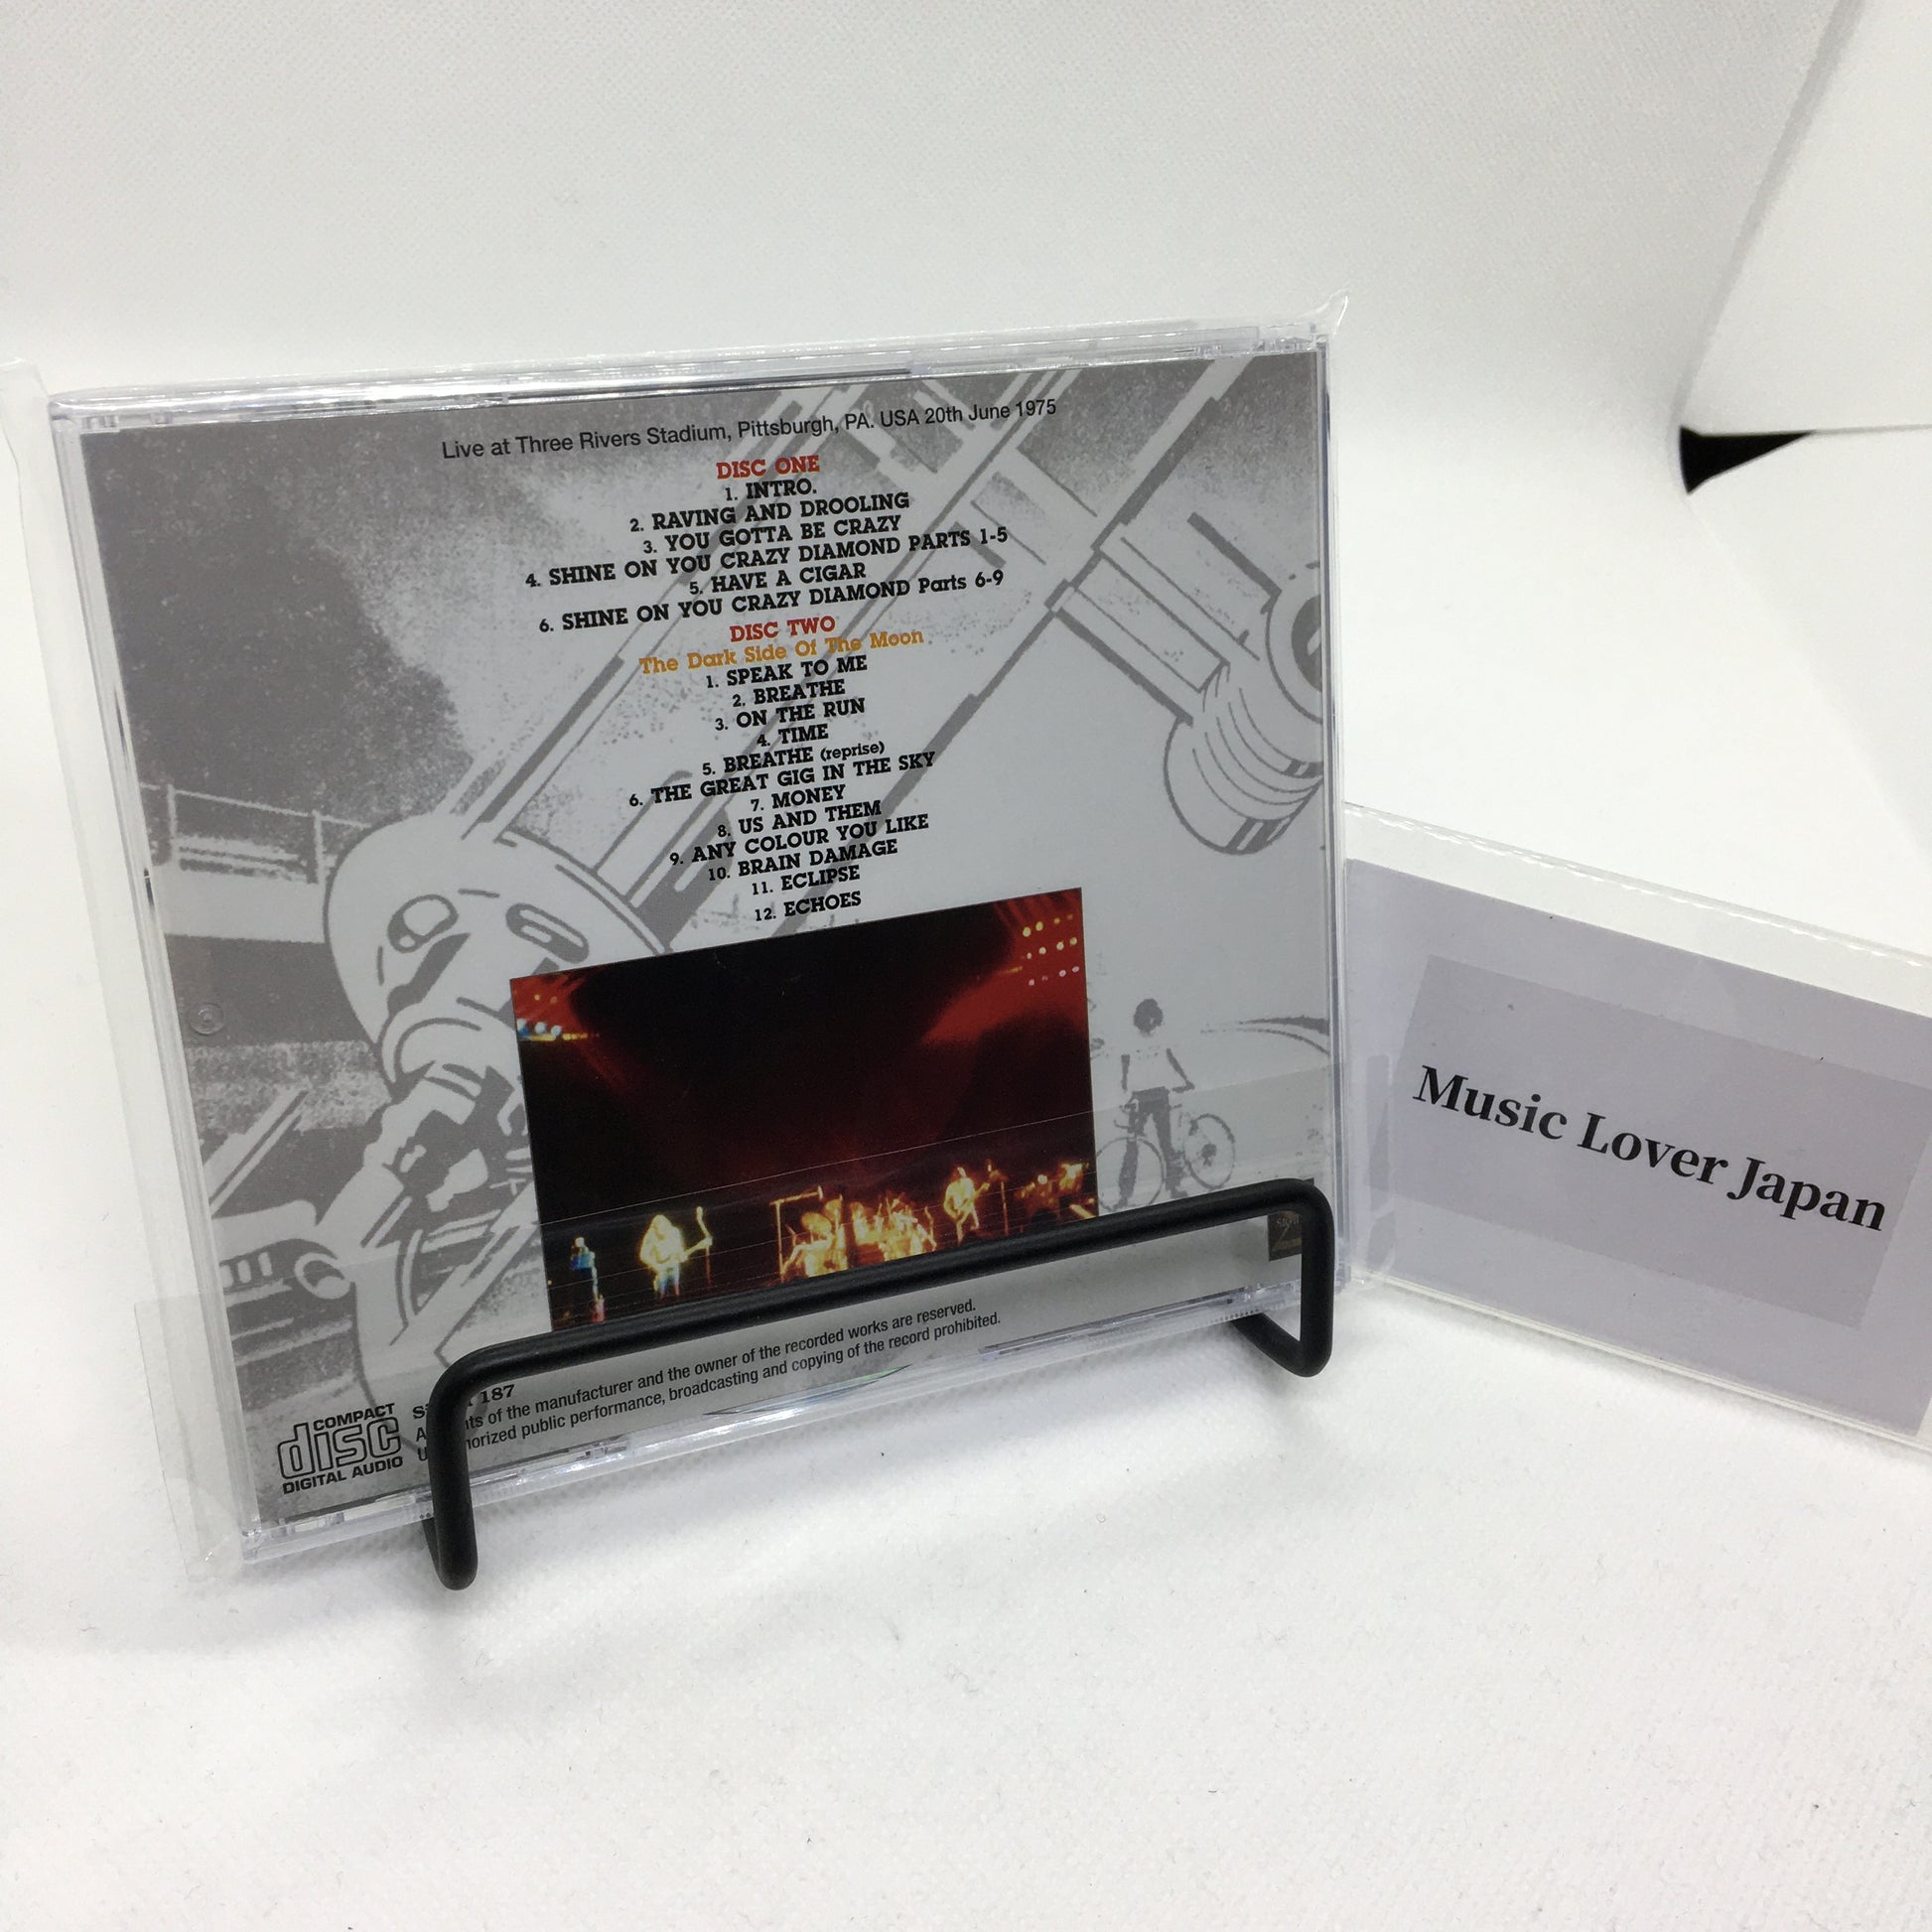 Live at Three Rivers Stadium, Pittsburgh, PA. USA 20th June 1975
DISC ONE
1. INTRO.
2. RAVING AND DROOLING
3. YOU GOTTA BE CRAZY
4. SHINE ON YOU CRAZY DIAMOND PARTS 1-5
5. HAVE A CIGAR
6. SHINE ON YOU CRAZY DIAMOND Parts 6-9
DISC TWO
The Dark Side Of The Moon
1. SPEAK TO ME
2. BREATHE
3. ON THE RUN
4. TIME
5. BREATHE (reprise)
6. THE GREAT GIG IN THE SKY
7. MONEY
8. US AND THEM
9. ANY COLOUR YOU LIKE
10. BRAIN DAMAGE
11. ECLIPSE
12. ECHOES
187
of the manufacturer and the owner of the recorded works are reserved.
public performance, broadcasting and copying of the record prohibited.
COMPACT
disc
DIGITAL AUDIO
Music Lover Japan